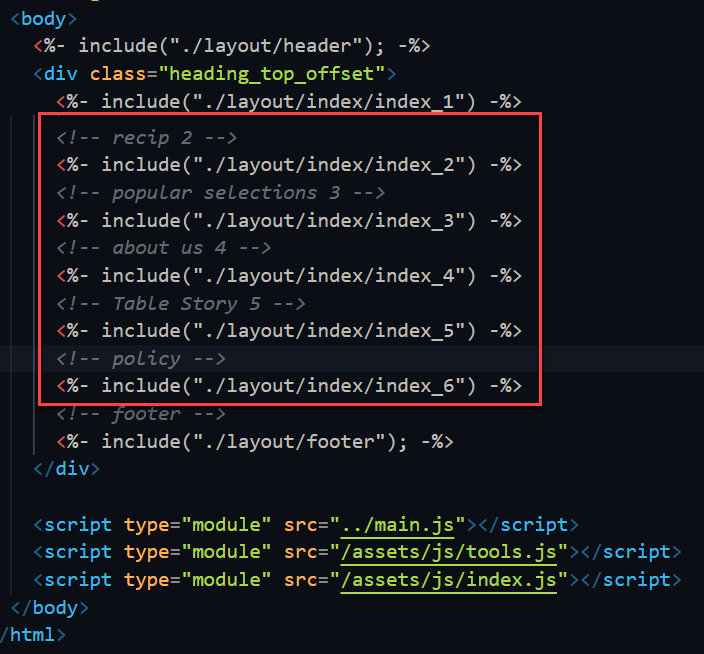 <body>
<%- include("./layout/header"); -%>
<div class="heading_top_offset">
<%- include("./layout/index/index_1") -%>
<!-- recip 2 -->
<%- include("./layout/index/index_2") -%>
<!-- popular selections 3 -->
<%- include("./layout/index/index_3") -%>
<!-- about us 4 -->
<%- include("./layout/index/index_4") -%>
<!-- Table Story 5 -->
<%- include("./layout/index/index_5") -%>
<!-- policy -->
<%- include("./layout/index/index_6") -%>
<!-- footer -->
<%- include("./layout/footer"); -%>
</div>
<script type="module" src="../main.js"></script>
<script type="module" src="/assets/js/tools.js"></script>
<script type="module" src="/assets/js/index.js"></script>
</body>
/html>